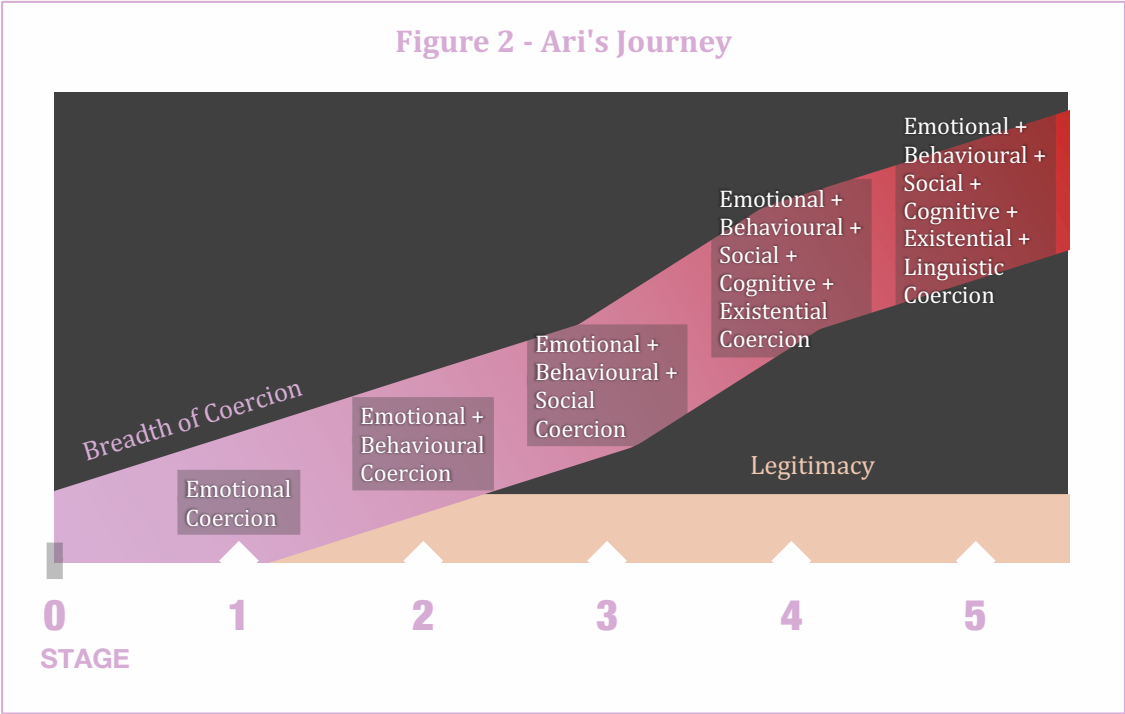 Figure 2 - Ari's Journey
Breadth of Coercion
Emotional
Coercion
Emotional +
Behavioural
Coercion
Emotional +
Behavioural +
Social
Coercion
Emotional +
Behavioural +
Social +
Cognitive +
Existential
Coercion
Emotional +
Behavioural +
Social +
Cognitive +
Existential +
Linguistic
Coercion
Legitimacy
0 1 2 3 4 5
STAGE